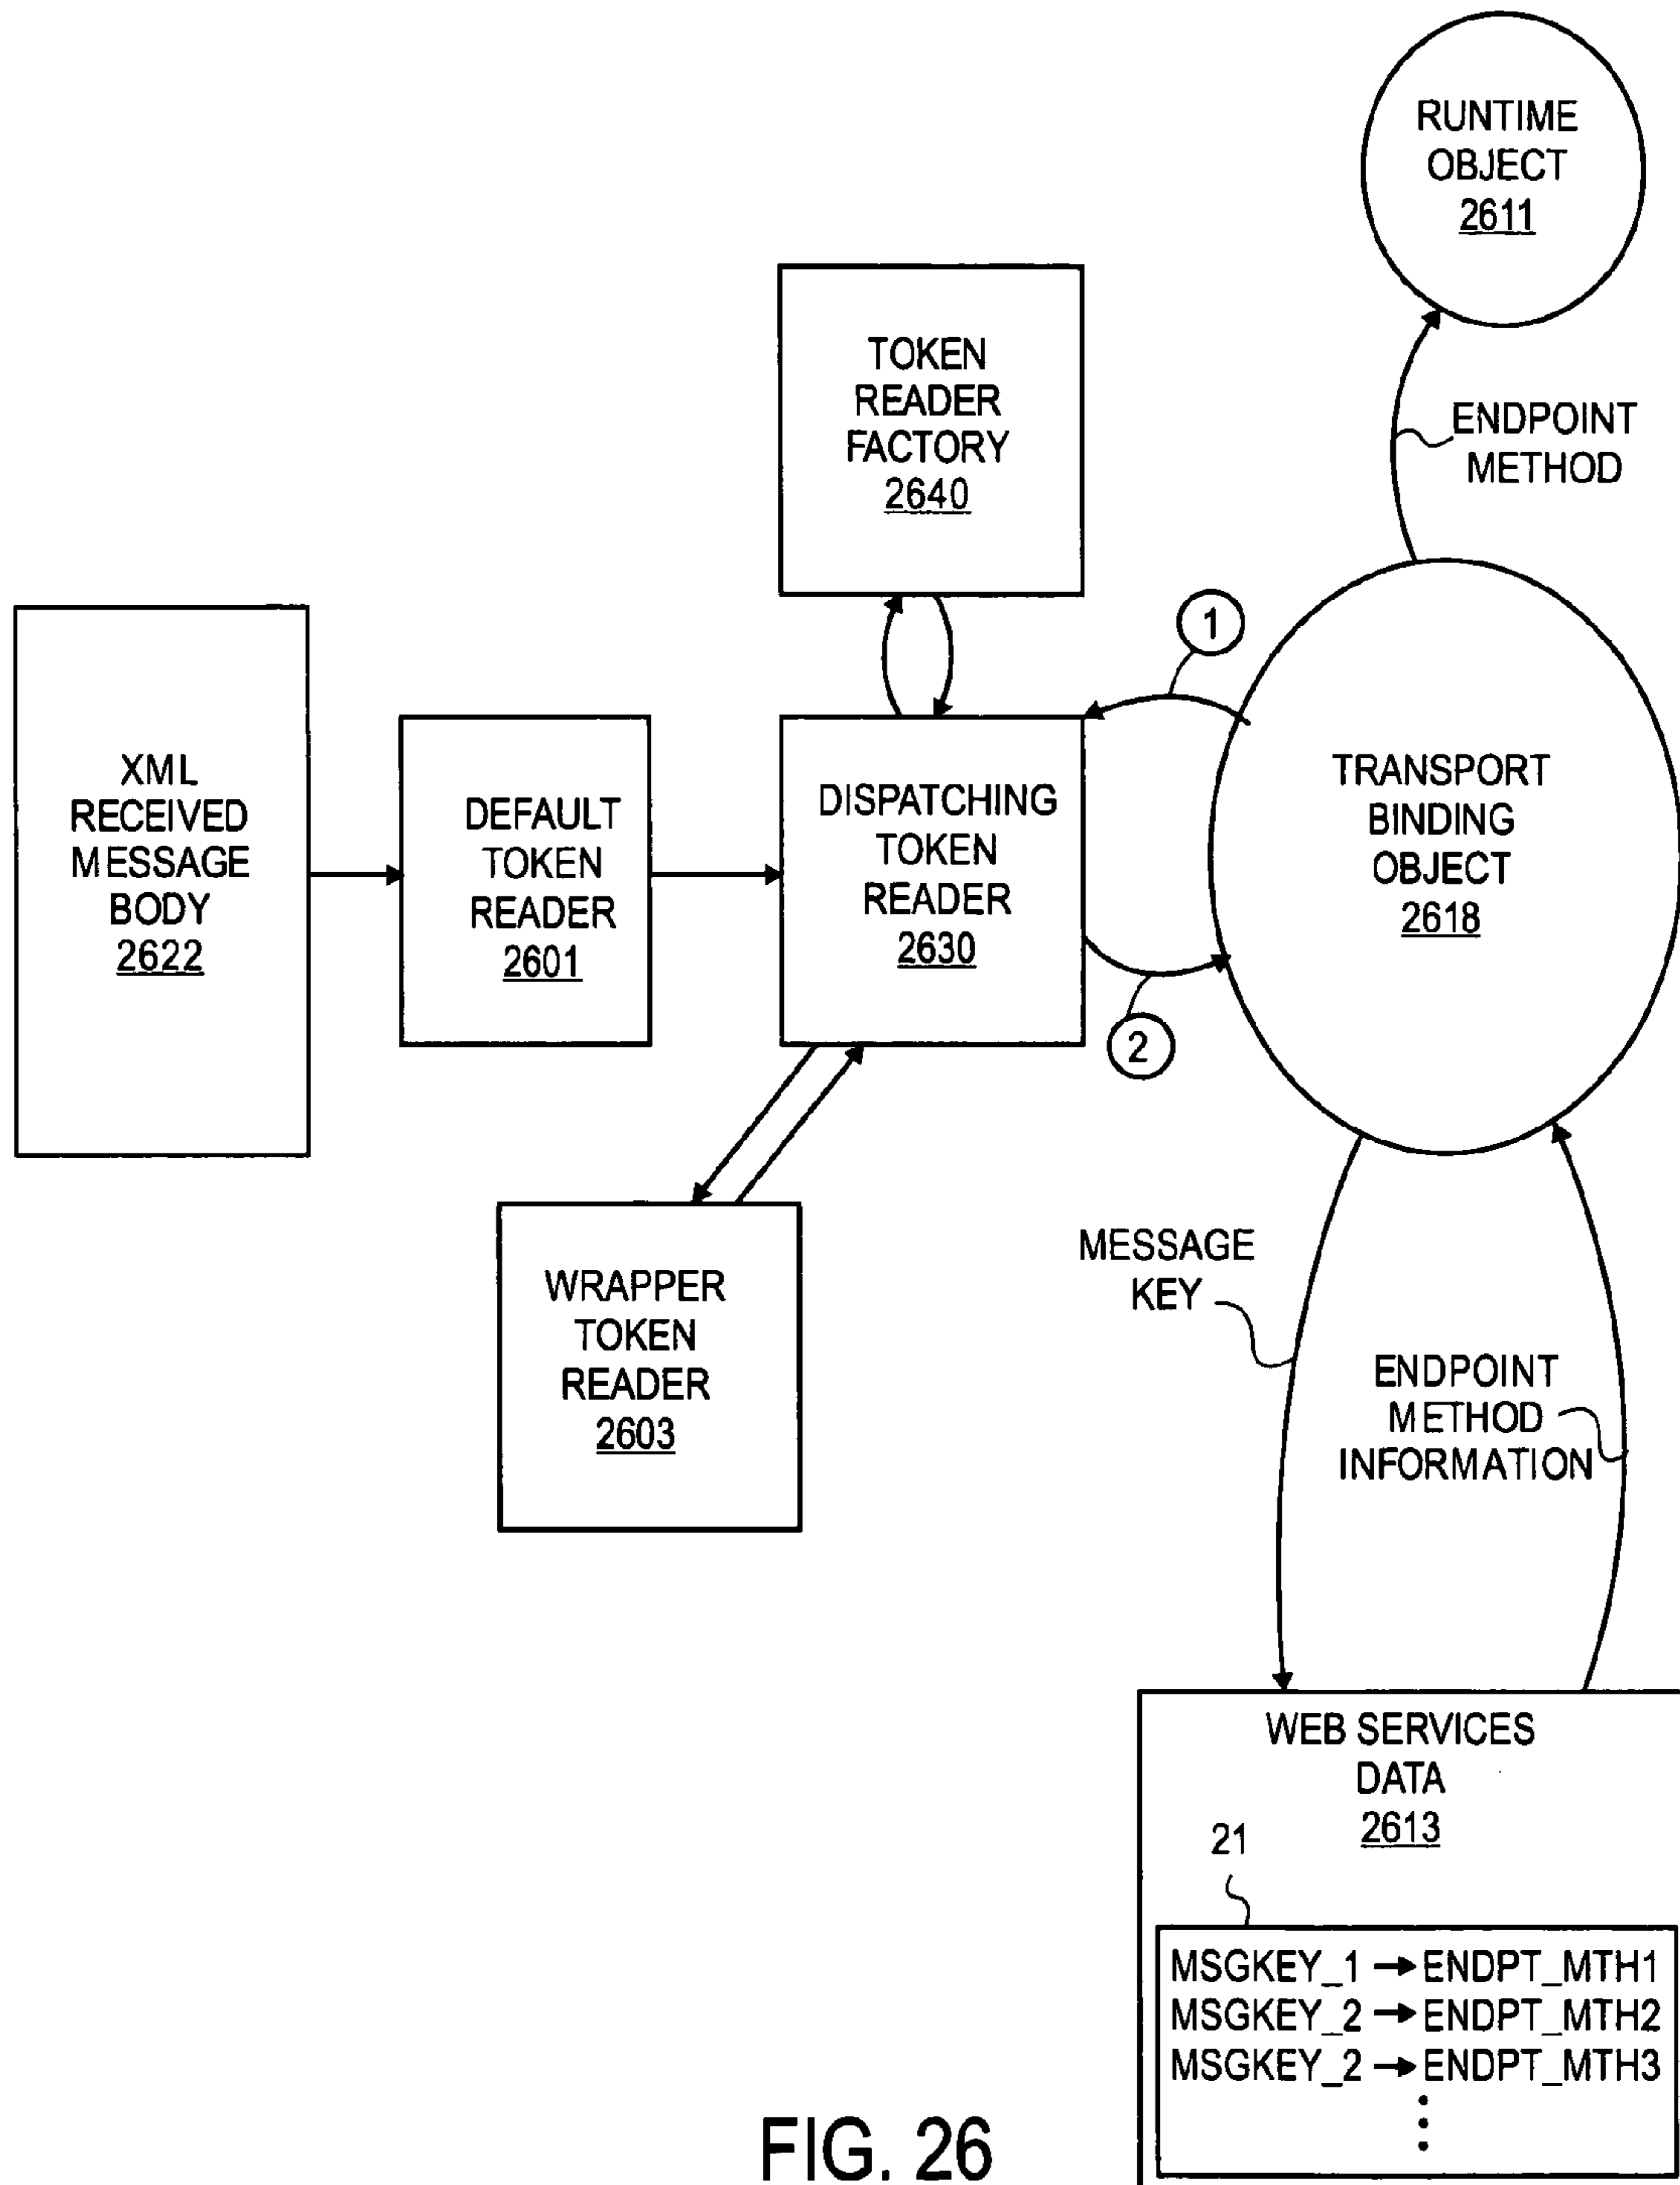 RUNTIME
OBJECT
2611
ENDPOINT
METHOD
TOKEN
READER
FACTORY
2640
1
XML
RECEIVED
MESSAGE
BODY
2622
DEFAULT
TOKEN
READER
2601
DISPATCHING
TOKEN
READER
2630
TRANSPORT
BINDING
OBJECT
2618
2
WRAPPER
TOKEN
READER
2603
MESSAGE
KEY
ENDPOINT
METHOD
INFORMATION
WEB SERVICES
DATA
2613
21
MSGKEY_1 → ENDPT_MTH1
MSGKEY_2 → ENDPT_MTH2
MSGKEY_2 → ENDPT_MTH3
FIG. 26